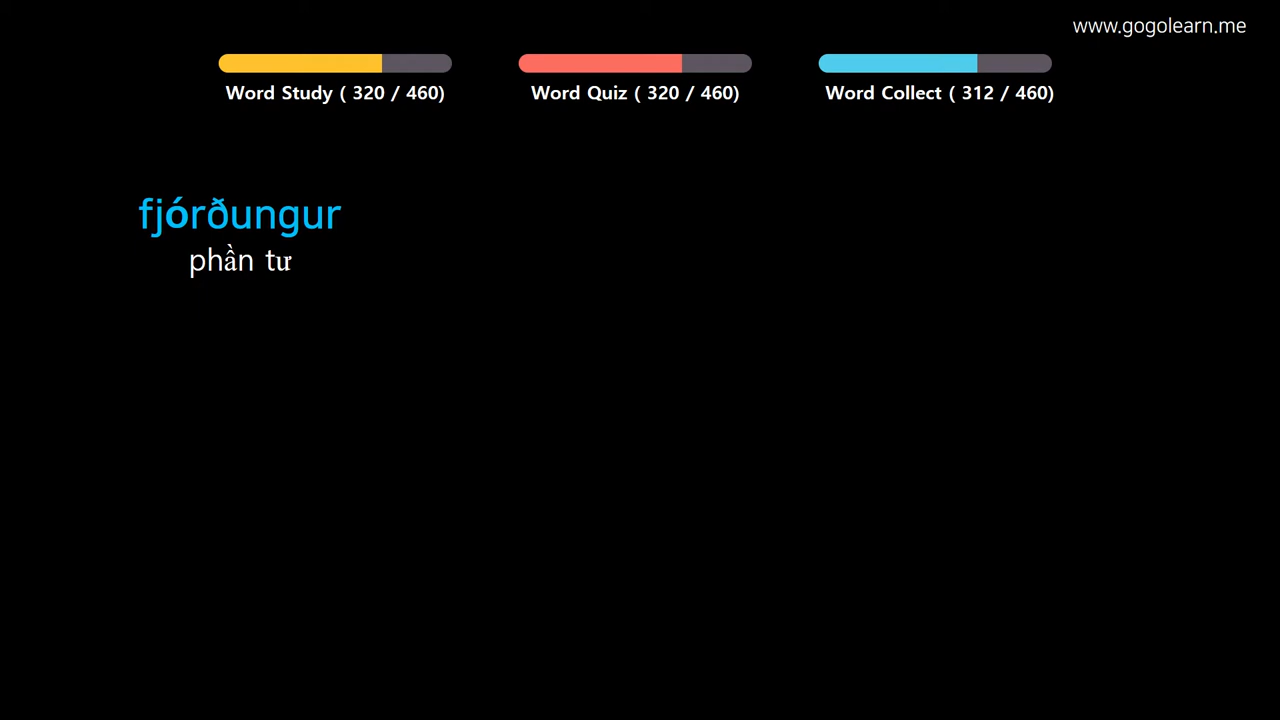 www.gogolearn.me
Word Study ( 320 / 460)
Word Quiz ( 320 / 460)
Word Collect ( 312 / 460)
fjórðungur
phần tư